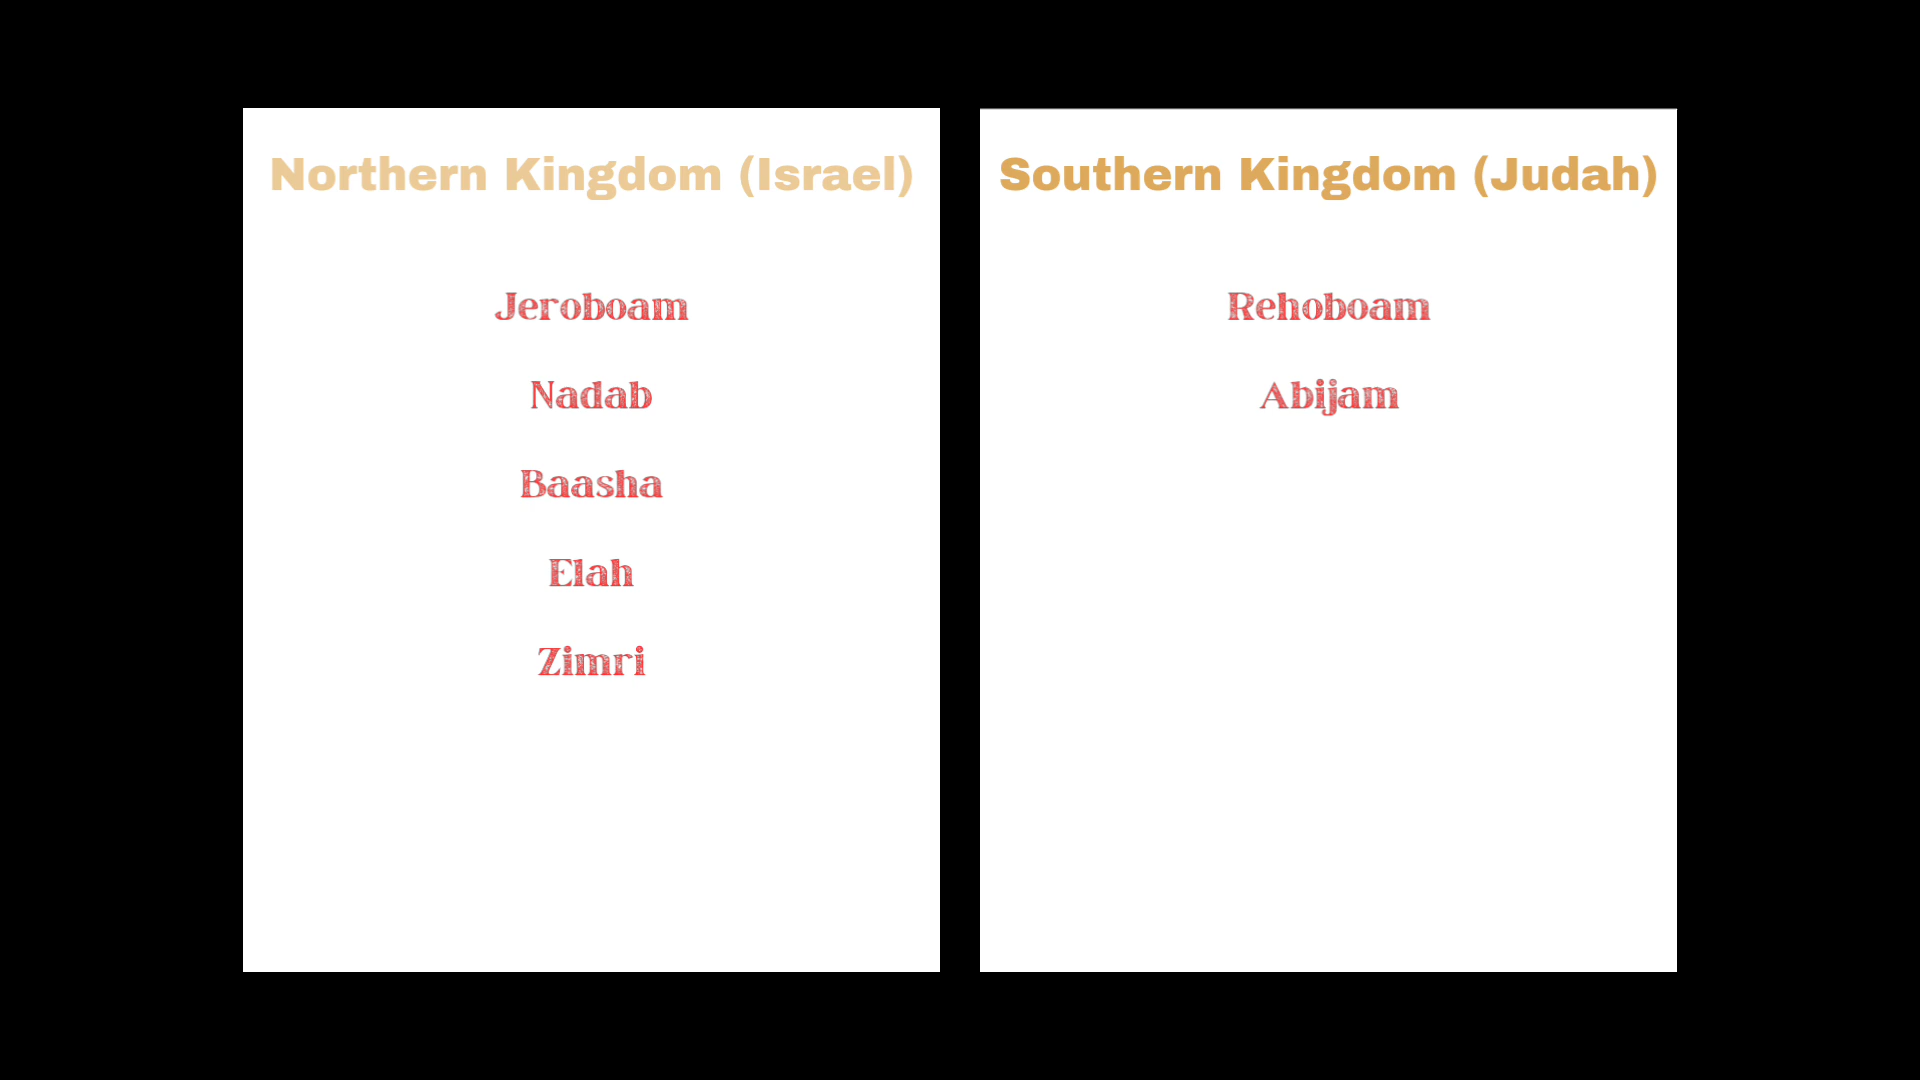 Northern Kingdom (Israel)
Jeroboam
Nadab
Baasha
Elah
Zimri
Southern Kingdom (Judah)
Rehoboam
Abijam